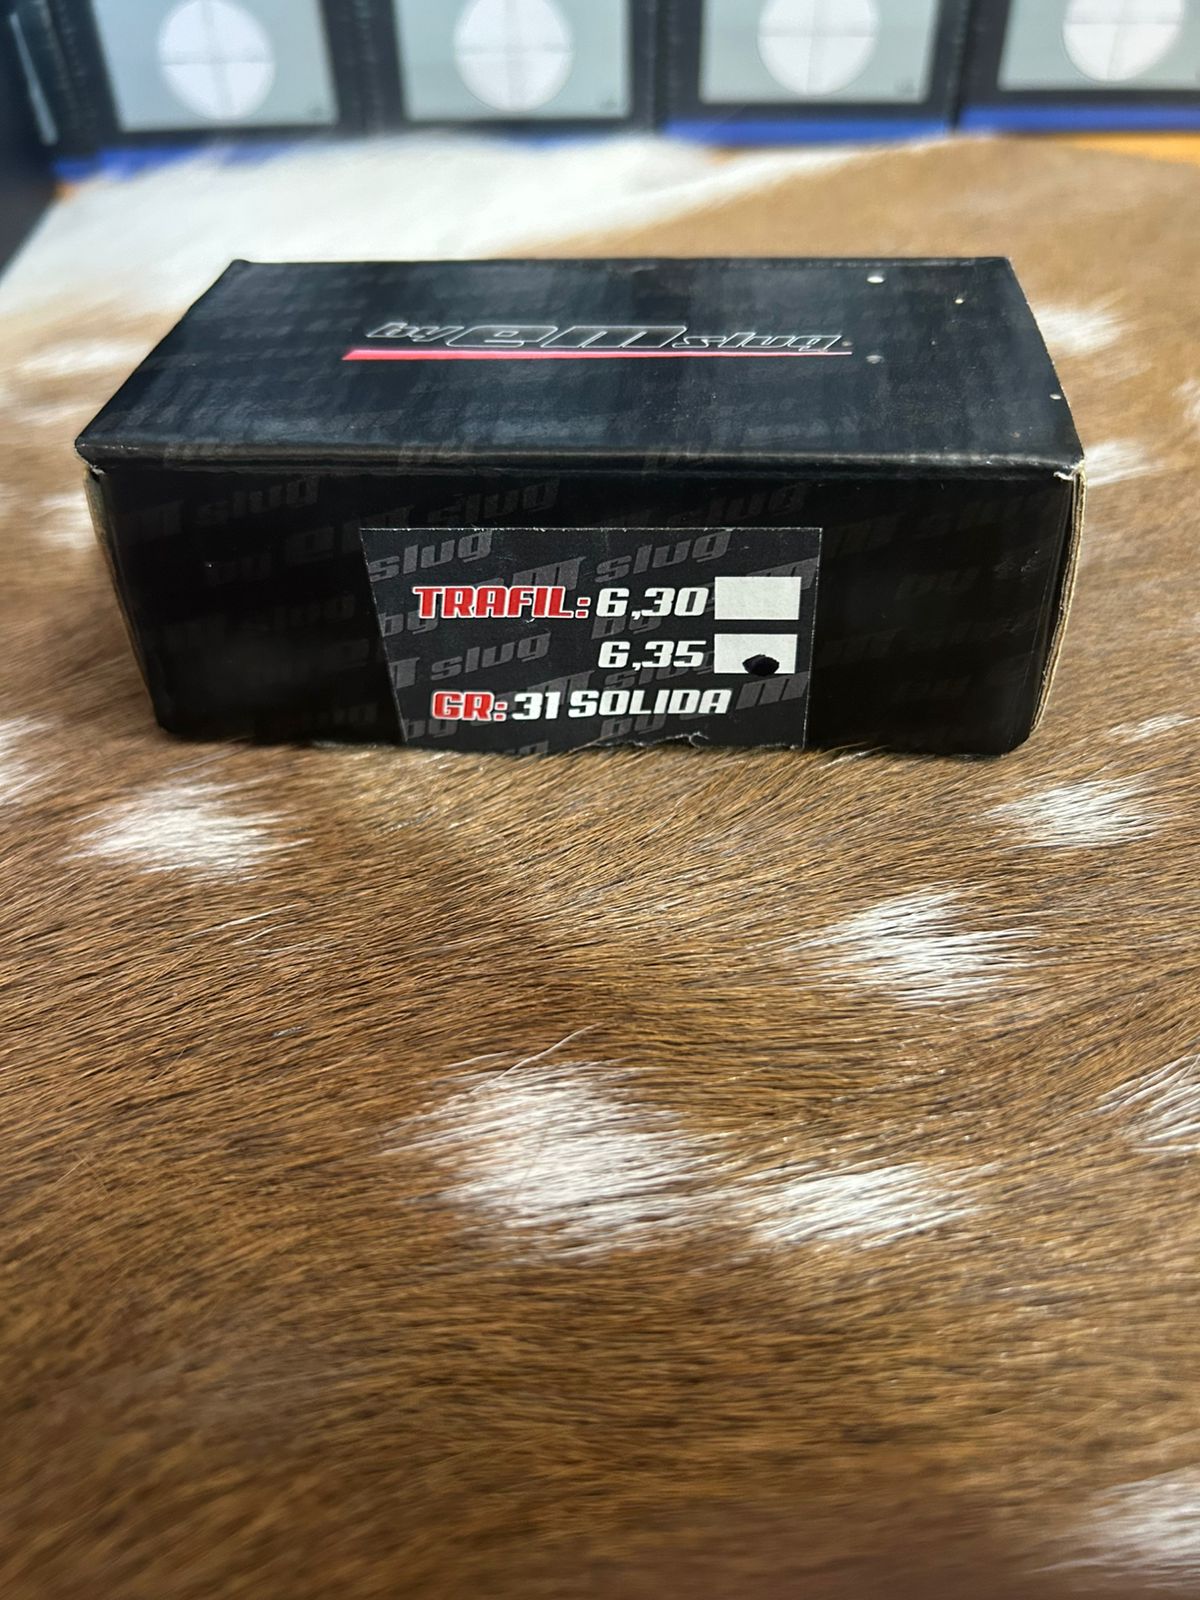 by em slug
TRAFIL: 6,30
6,35
GR: 31 SOLIDA